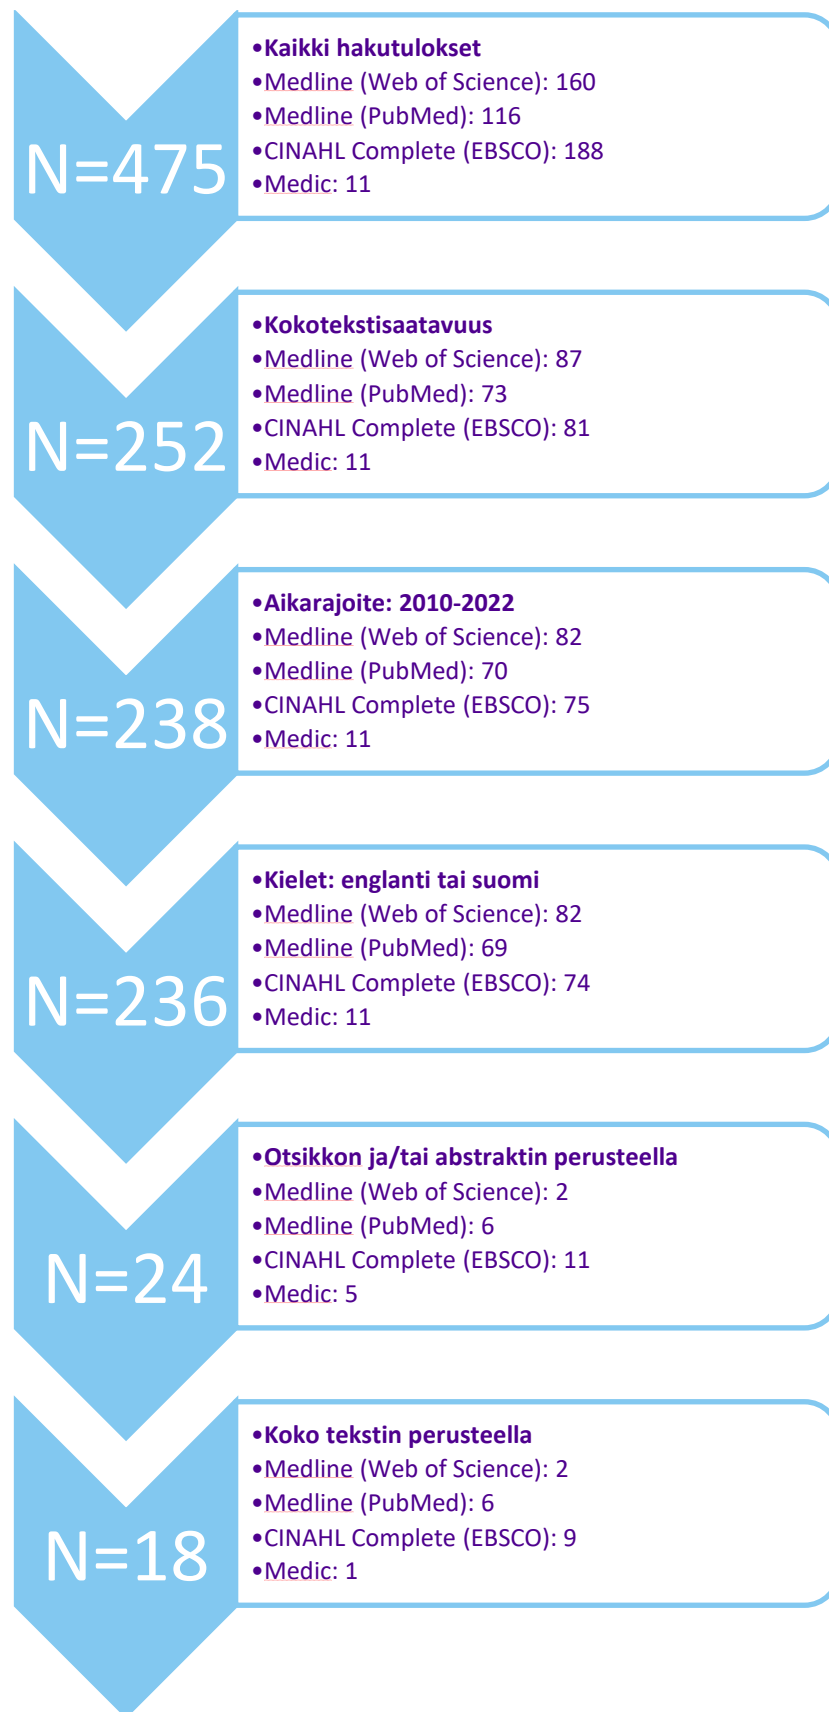 N=475
•Kaikki hakutulokset
•Medline (Web of Science): 160
•Medline (PubMed): 116
•CINAHL Complete (EBSCO): 188
•Medic: 11
N=252
•Kokotekstisaatavuus
•Medline (Web of Science): 87
•Medline (PubMed): 73
•CINAHL Complete (EBSCO): 81
•Medic: 11
N=238
•Aikarajoite: 2010-2022
•Medline (Web of Science): 82
•Medline (PubMed): 70
•CINAHL Complete (EBSCO): 75
•Medic: 11
N=236
•Kielet: englanti tai suomi
•Medline (Web of Science): 82
•Medline (PubMed): 69
•CINAHL Complete (EBSCO): 74
•Medic: 11
N=24
•Otsikkon ja/tai abstraktin perusteella
•Medline (Web of Science): 2
•Medline (PubMed): 6
•CINAHL Complete (EBSCO): 11
•Medic: 5
N=18
•Koko tekstin perusteella
•Medline (Web of Science): 2
•Medline (PubMed): 6
•CINAHL Complete (EBSCO): 9
•Medic: 1